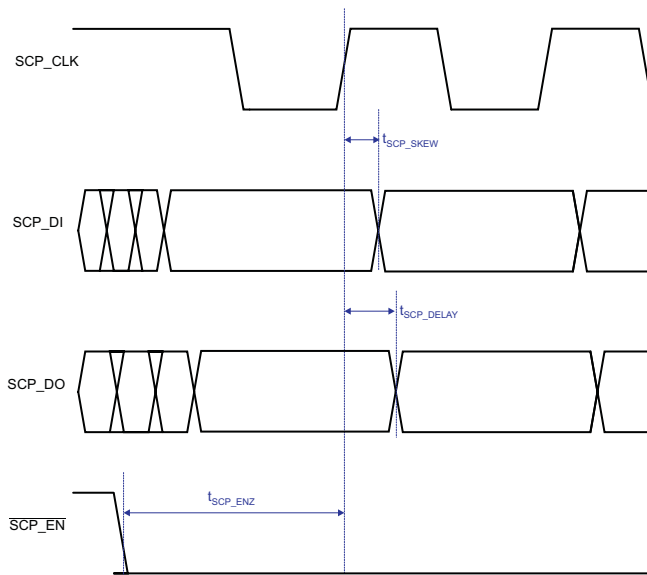 SCP_CLK
tSCP_SKEW
SCP_DI
tSCP_DELAY
SCP_DO
tSCP_ENZ
SCP_EN